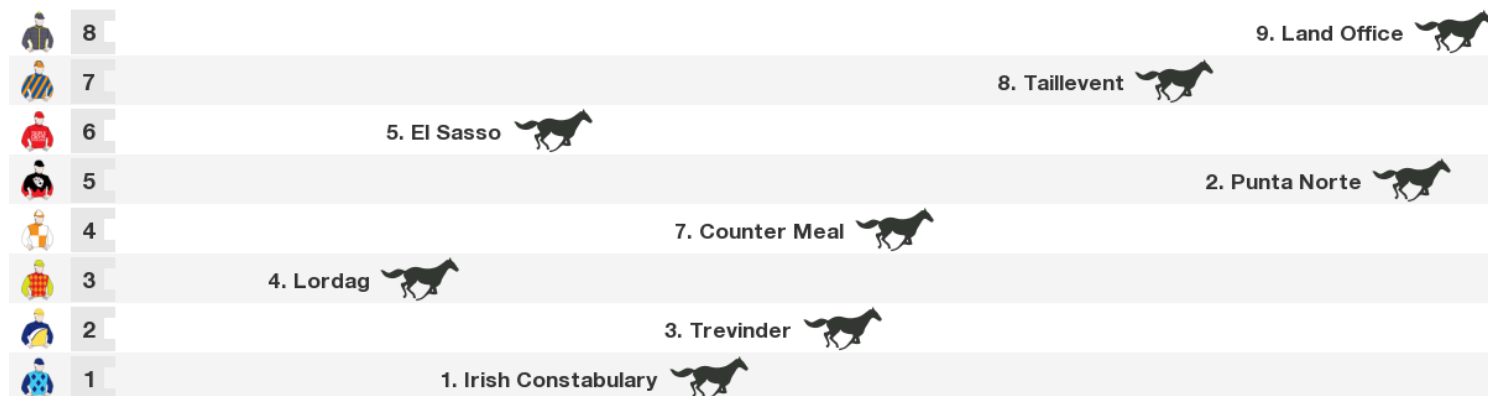 8 9. Land Office
7 8. Taillevent
6 5. El Sasso
5 2. Punta Norte
4 7. Counter Meal
3 4. Lordag
2 3. Trevinder
1 1. Irish Constabulary